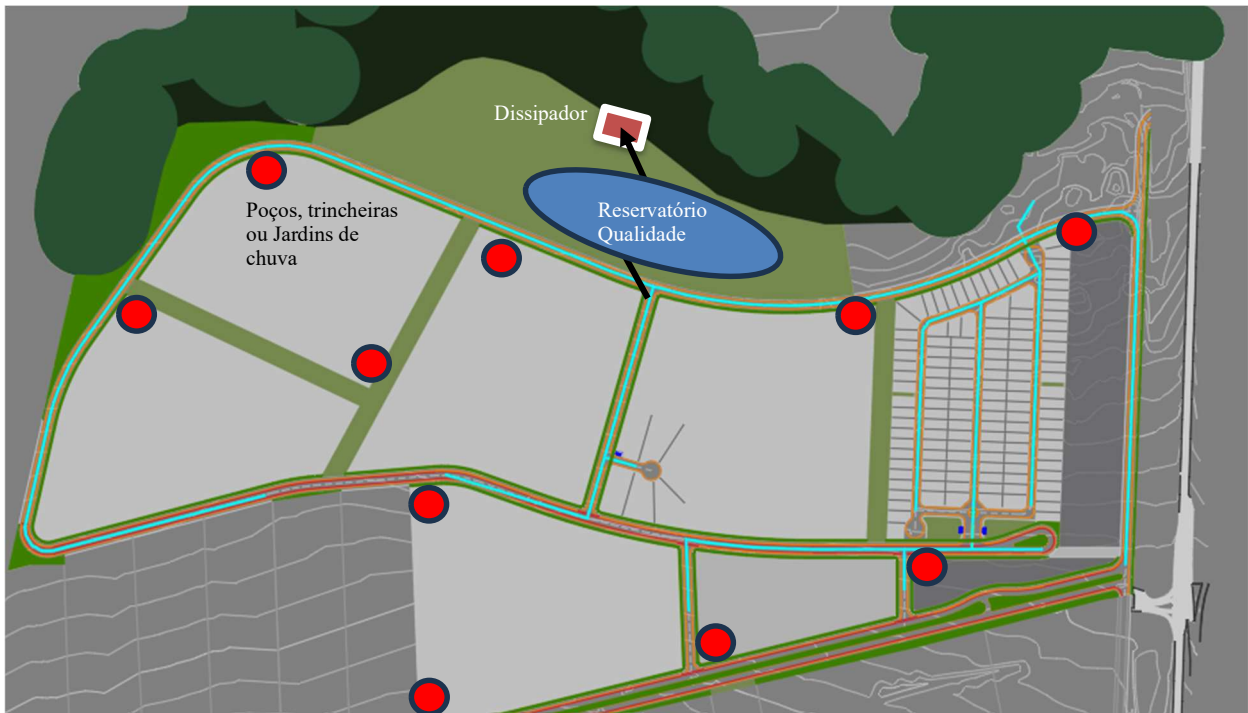 Dissipador
Poços, trincheiras
ou Jardins de
chuva
Reservatório
Qualidade